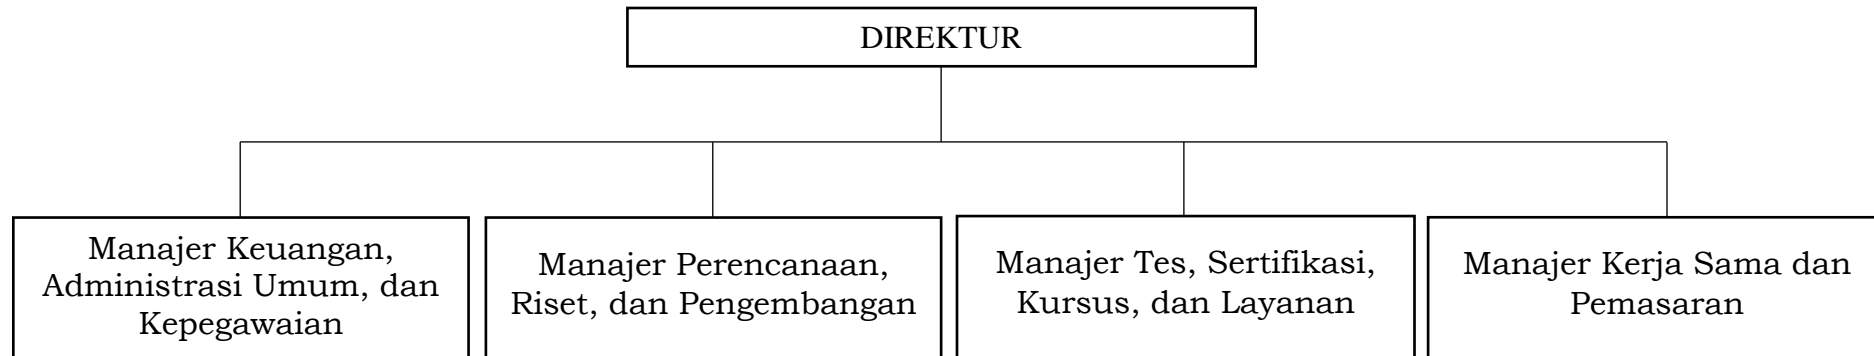 DIREKTUR
Manajer Keuangan,
Administrasi Umum, dan
Kepegawaian
Manajer Perencanaan,
Riset, dan Pengembangan
Manajer Tes, Sertifikasi,
Kursus, dan Layanan
Manajer Kerja Sama dan
Pemasaran